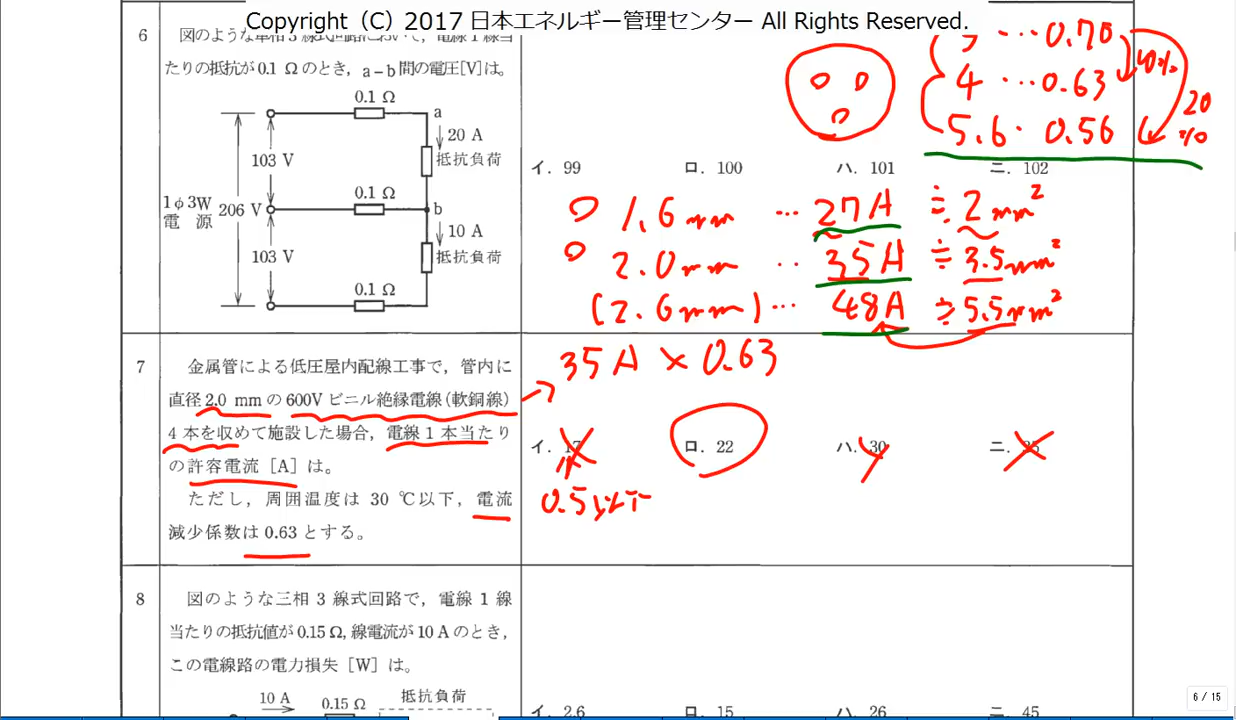 Copyright（C）2017 日本エネルギー管理センター All Rights Reserved.
6
図のような単相 3 線式回路において，電線 1 線当
たりの抵抗が 0.1 Ω のとき，a－b 間の電圧[V]は。
0.1 Ω
a
20 A
抵抗負荷
103 V
0.1 Ω
1φ3W
電 源
206 V
b
10 A
抵抗負荷
103 V
0.1 Ω
3 … 0.70
4 … 0.63
5.6 · 0.56
10%
20
%
イ．99
ロ．100
ハ．101
ニ．102
1.6mm … 27A ≒ 2mm²
2.0mm ‥ 35A ≒ 3.5mm²
(2.6mm) … 48A ≒ 5.5mm²
7
金属管による低圧屋内配線工事で，管内に
直径 2.0 mm の 600V ビニル絶縁電線（軟銅線）
4 本を収めて施設した場合，電線 1 本当たり
の許容電流［A］は。
ただし，周囲温度は 30 ℃以下，電流
減少係数は 0.63 とする。
35A × 0.63
イ．17
ロ．22
ハ．30
ニ．35
0.5以下
8
図のような三相 3 線式回路で，電線 1 線
当たりの抵抗値が 0.15 Ω, 線電流が 10 A のとき，
この電線路の電力損失［W］は。
10 A
0.15 Ω
抵抗負荷
イ．2.6
ロ．15
ハ．26
ニ．45
6 / 15